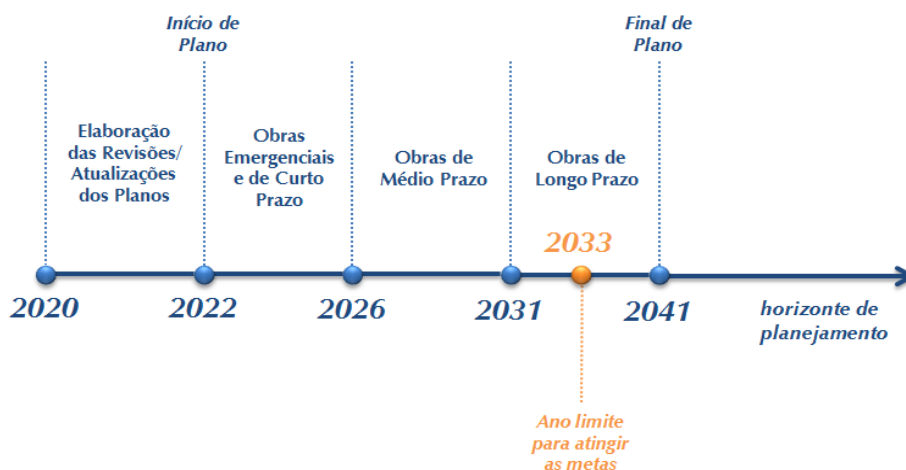 Início de
Plano
Final de
Plano
Elaboração
das Revisões/
Atualizações
dos Planos
Obras
Emergenciais
e de Curto
Prazo
Obras de
Médio Prazo
Obras de
Longo Prazo
2033
2020
2022
2026
2031
2041
horizonte de
planejamento
Ano limite
para atingir
as metas